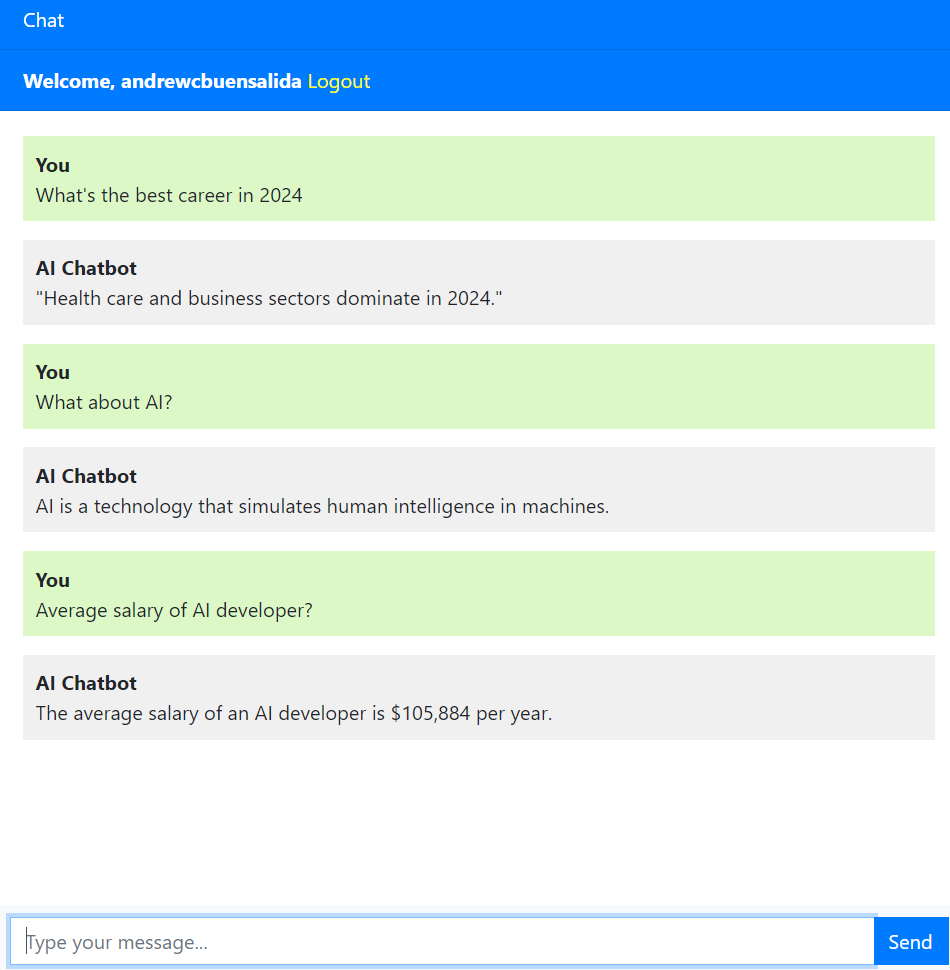 Chat
Welcome, andrewcbuensalida Logout
You
What's the best career in 2024
AI Chatbot
"Health care and business sectors dominate in 2024."
You
What about AI?
AI Chatbot
AI is a technology that simulates human intelligence in machines.
You
Average salary of AI developer?
AI Chatbot
The average salary of an AI developer is $105,884 per year.
Type your message...
Send